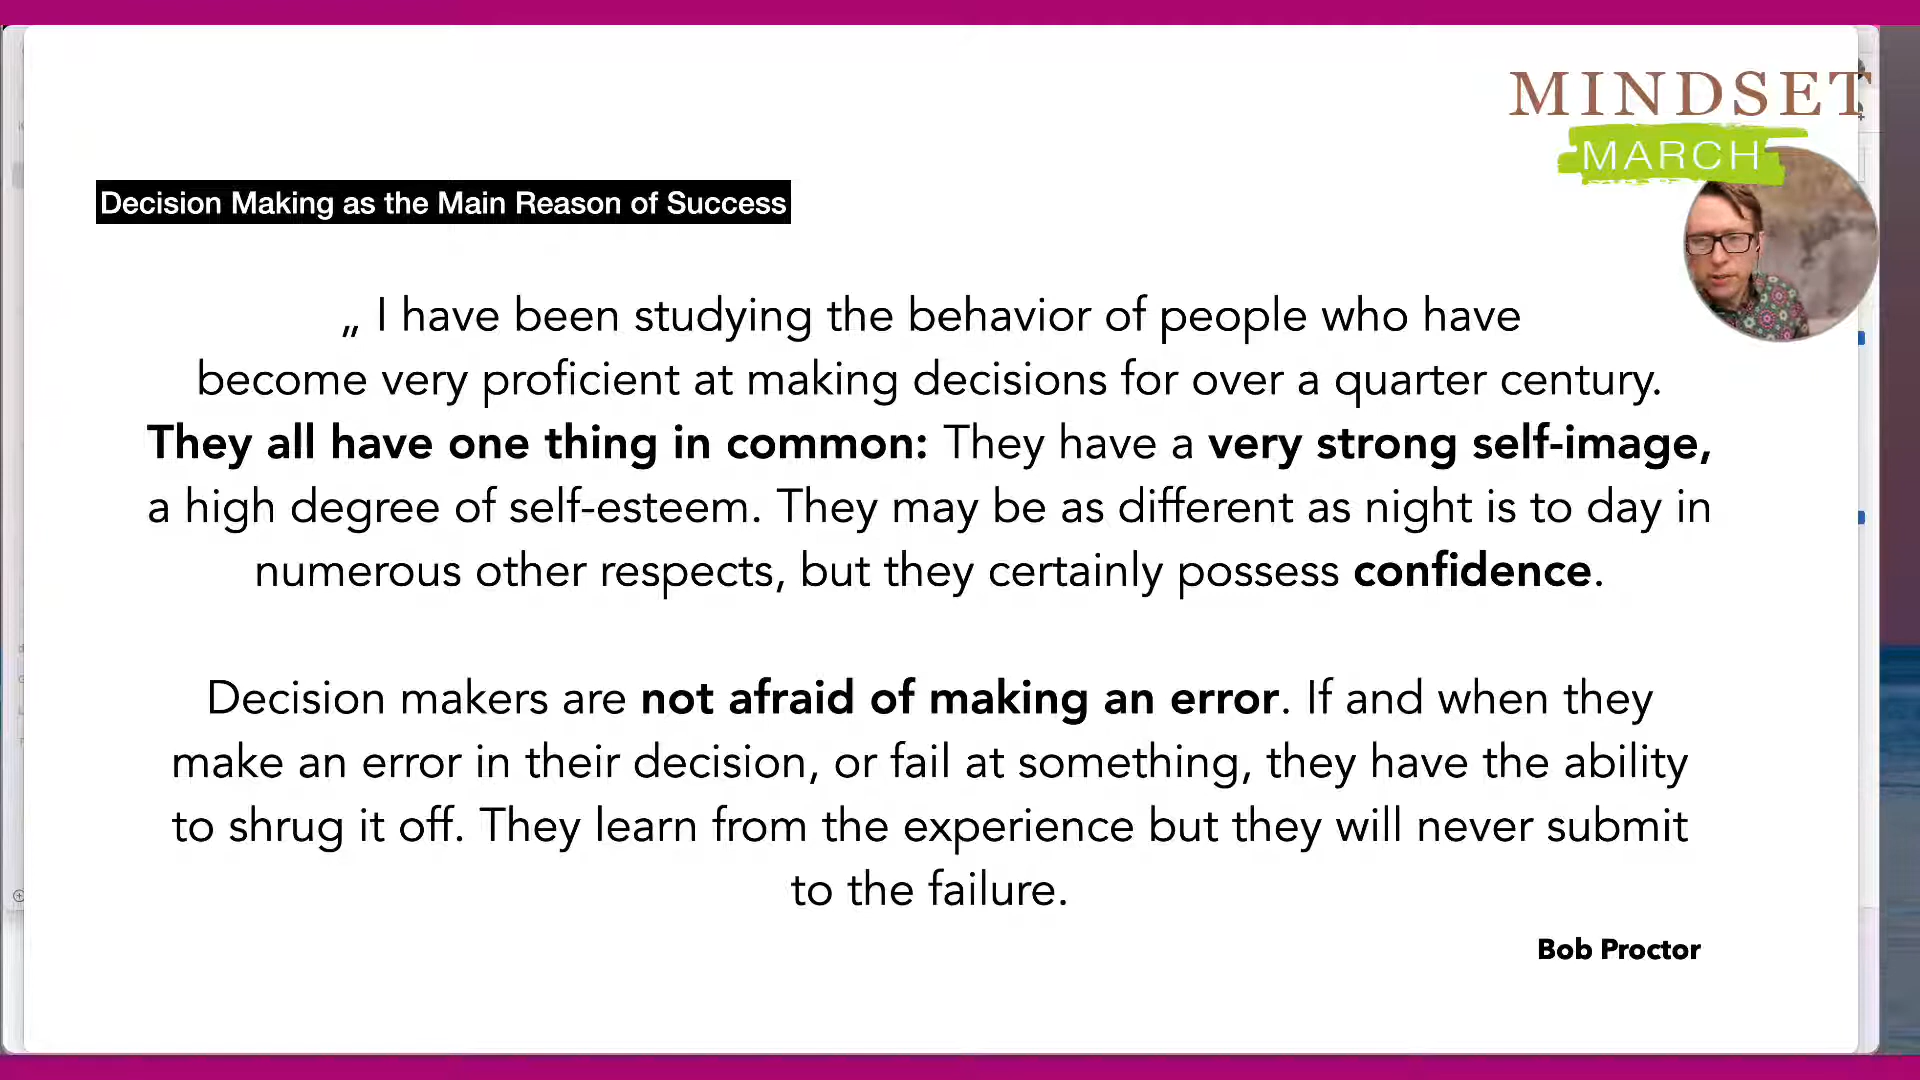 MINDSET
MARCH
Decision Making as the Main Reason of Success
„ I have been studying the behavior of people who have
become very proficient at making decisions for over a quarter century.
They all have one thing in common: They have a very strong self-image,
a high degree of self-esteem. They may be as different as night is to day in
numerous other respects, but they certainly possess confidence.
Decision makers are not afraid of making an error. If and when they
make an error in their decision, or fail at something, they have the ability
to shrug it off. They learn from the experience but they will never submit
to the failure.
Bob Proctor